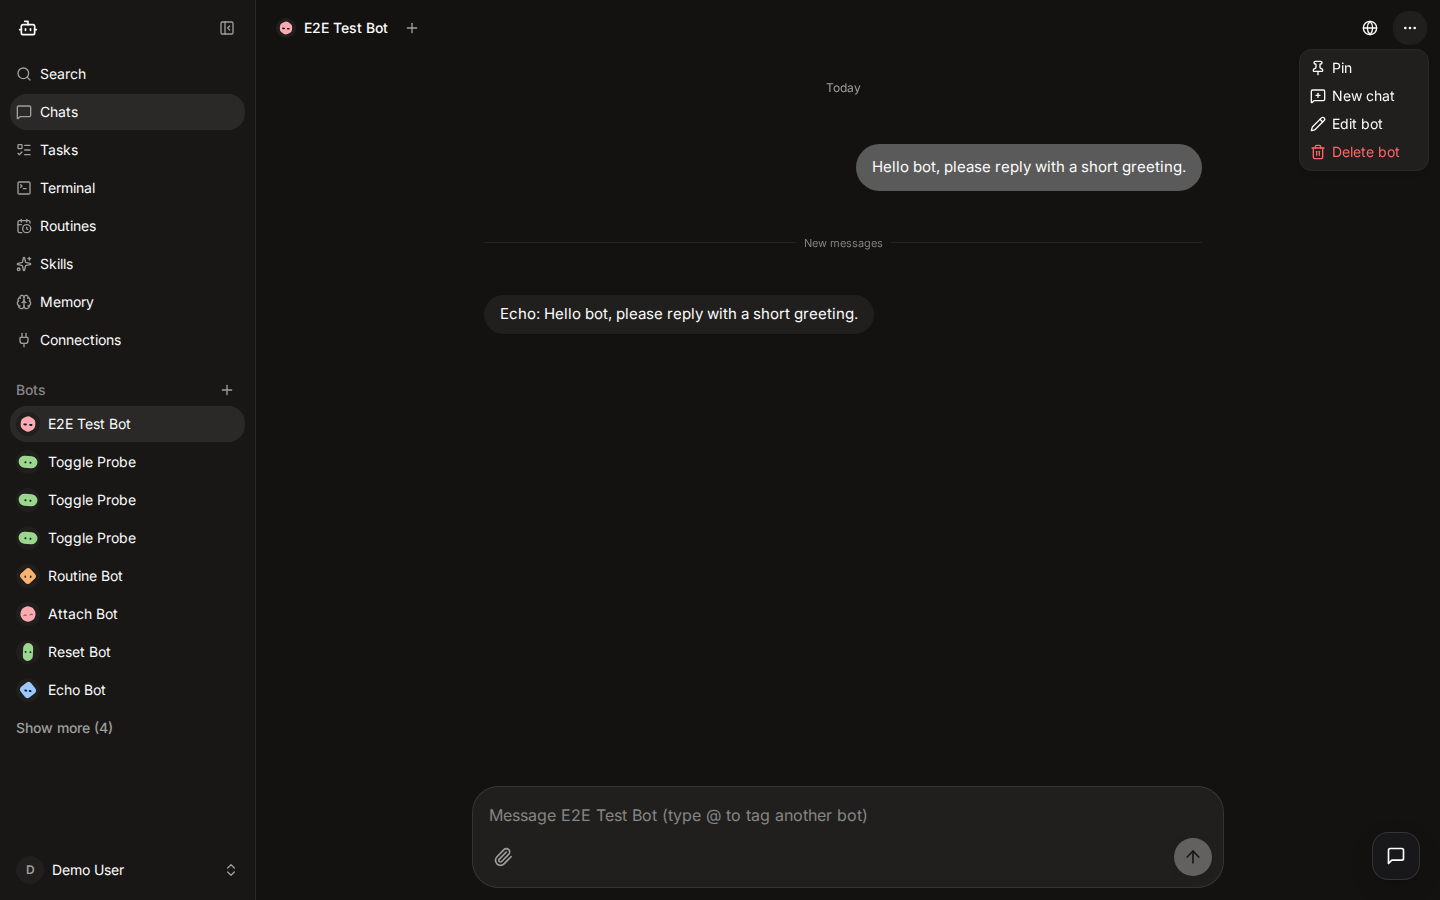 Search
Chats
Tasks
Terminal
Routines
Skills
Memory
Connections
Bots
E2E Test Bot
Toggle Probe
Toggle Probe
Toggle Probe
Routine Bot
Attach Bot
Reset Bot
Echo Bot
Show more (4)
D Demo User
E2E Test Bot
Today
Hello bot, please reply with a short greeting.
New messages
Echo: Hello bot, please reply with a short greeting.
Message E2E Test Bot (type @ to tag another bot)
Pin
New chat
Edit bot
Delete bot